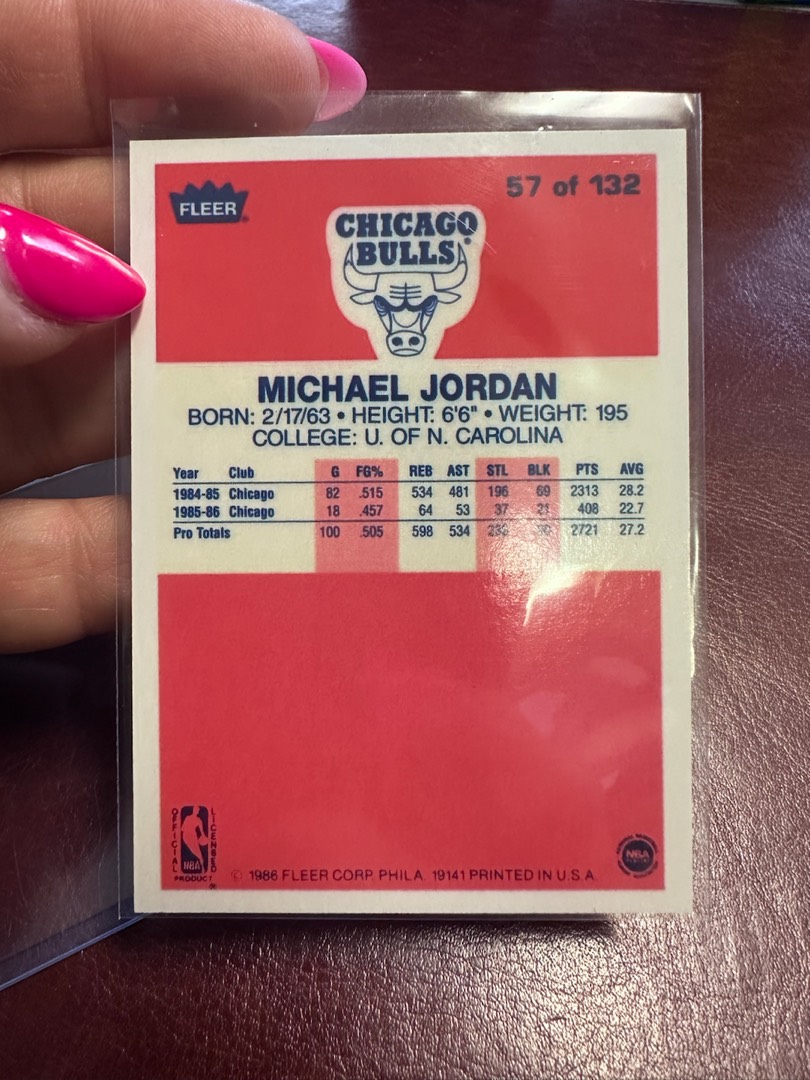 FLEER
57 of 132
CHICAGO
BULLS
MICHAEL JORDAN
BORN: 2/17/63 • HEIGHT: 6'6" • WEIGHT: 195
COLLEGE: U. OF N. CAROLINA
Year Club G FG% REB AST STL BLK PTS AVG
1984-85 Chicago 82 .515 534 481 196 69 2313 28.2
1985-86 Chicago 18 .457 64 53 37 21 408 22.7
Pro Totals 100 .505 598 534 2721 27.2
OFFICIAL
LICENSED
NBA
PRODUCT
© 1986 FLEER CORP. PHILA. 19141 PRINTED IN U.S.A.
NBA